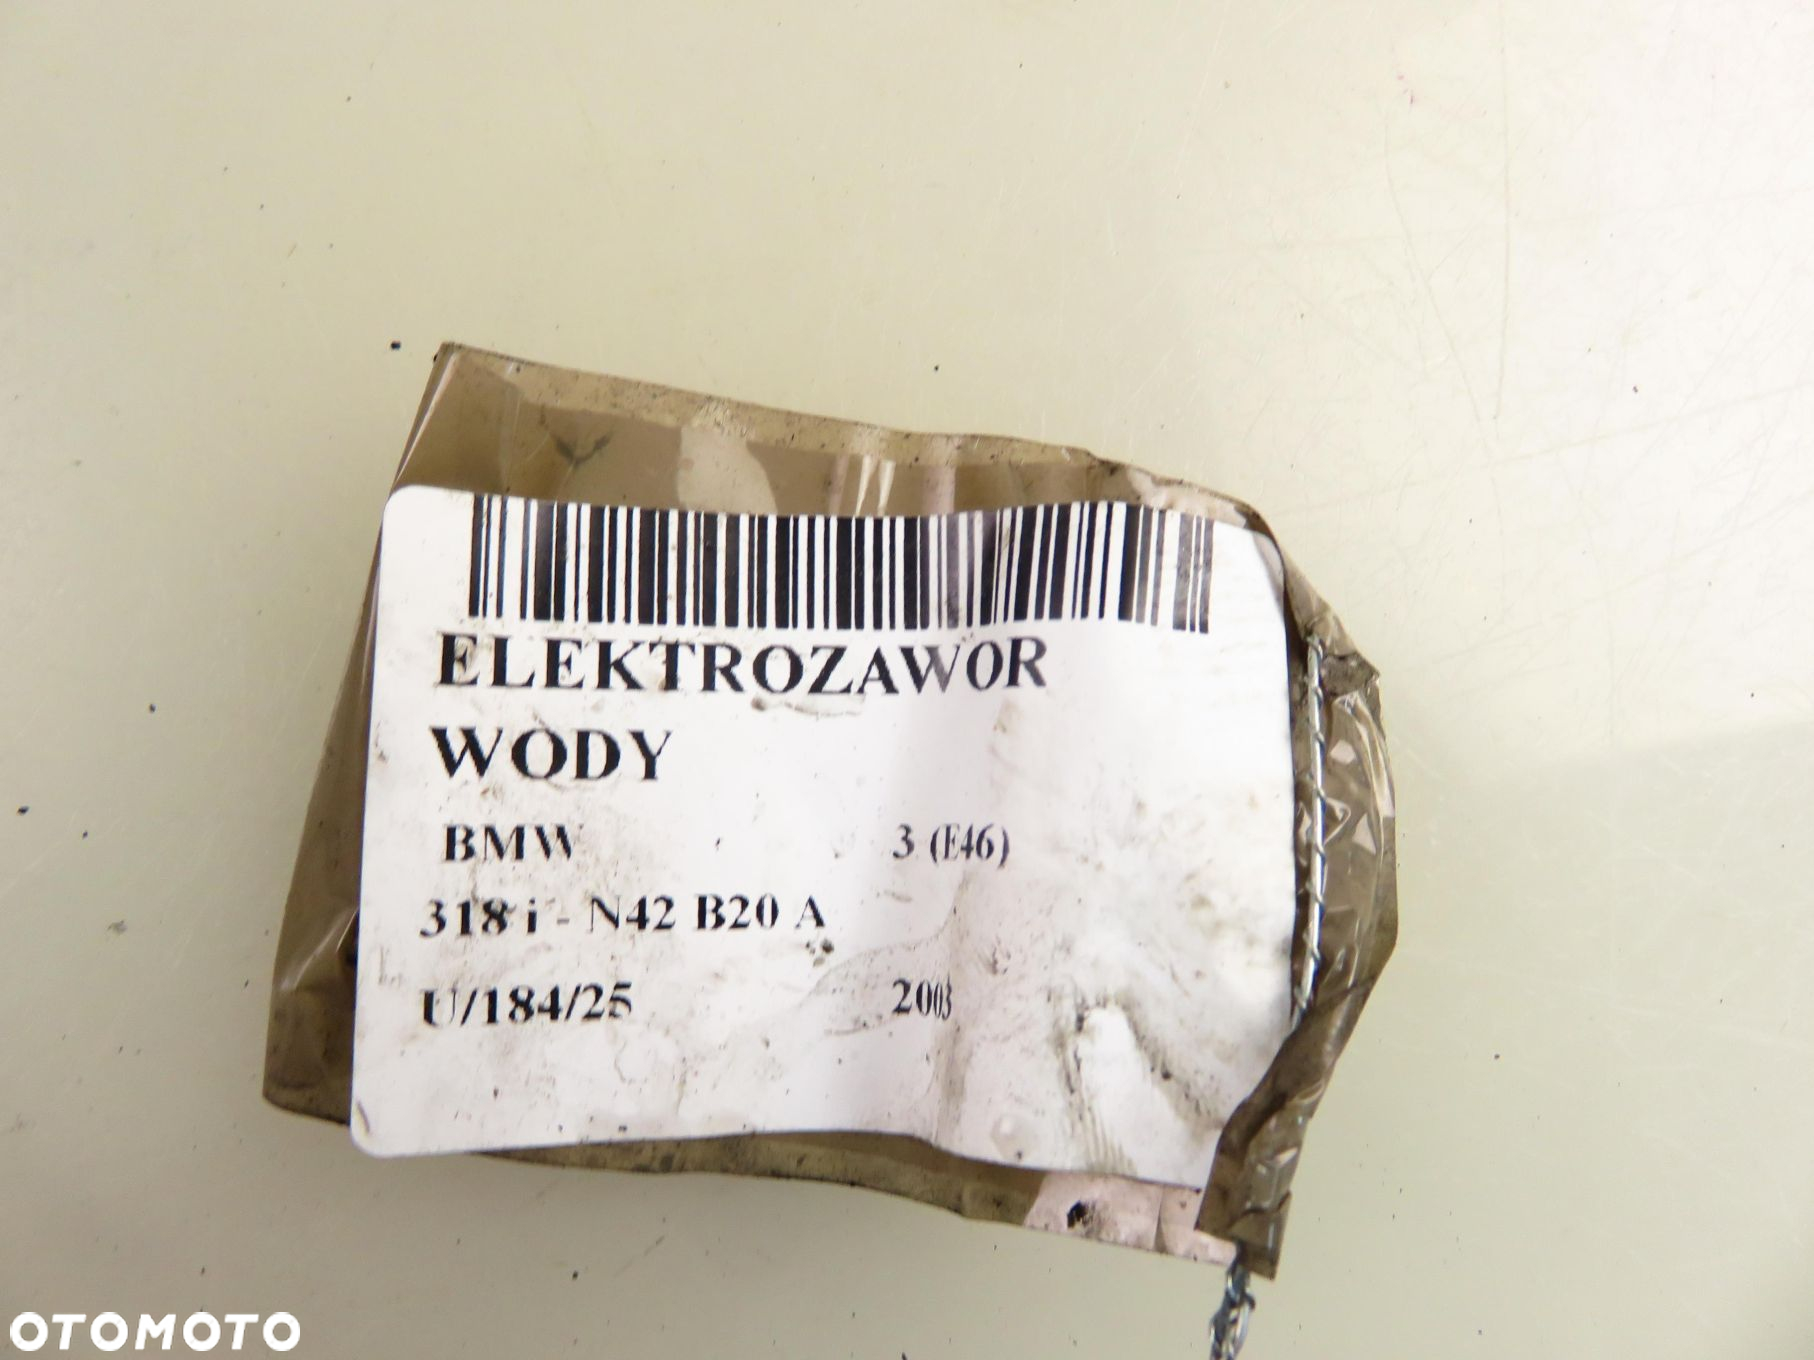 ELEKTROZAWOR
WODY
BMW 3 (E46)
318 i - N42 B20 A
U/184/25 2003
OTOMOTO